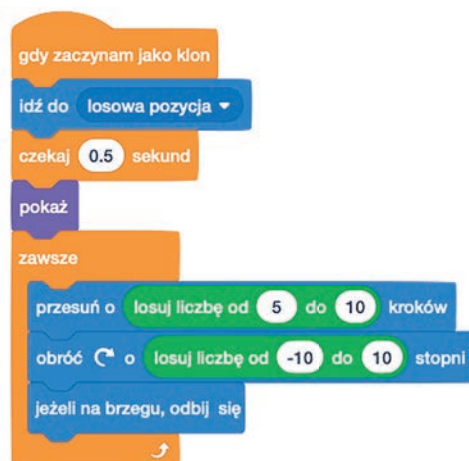 gdy zaczynam jako klon
idź do losowa pozycja
czekaj 0.5 sekund
pokaż
zawsze
przesuń o losuj liczbę od 5 do 10 kroków
obróć o losuj liczbę od -10 do 10 stopni
jeżeli na brzegu, odbij się